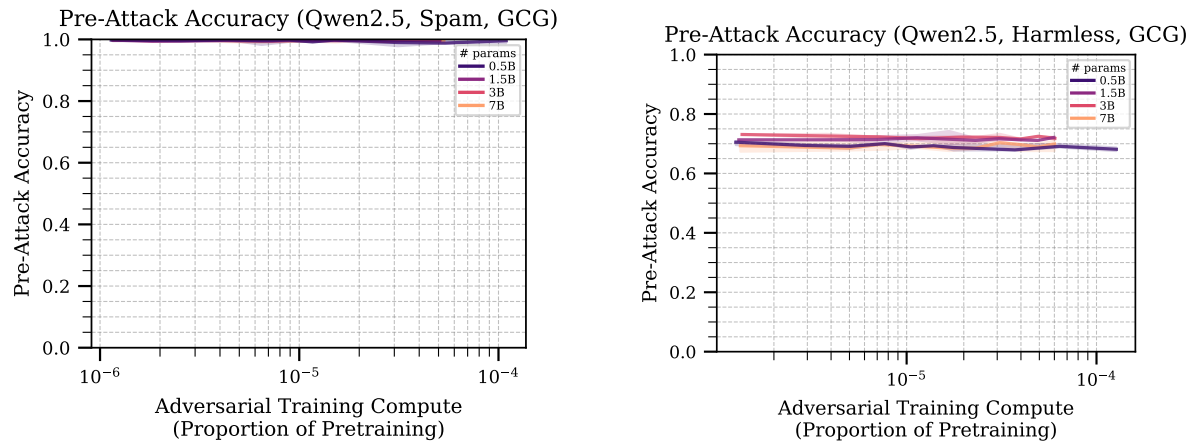 Pre-Attack Accuracy (Qwen2.5, Spam, GCG)
1.0
0.8
0.6
0.4
0.2
0.0
Pre-Attack Accuracy
# params
0.5B
1.5B
3B
7B
10⁻⁶
10⁻⁵
10⁻⁴
Adversarial Training Compute
(Proportion of Pretraining)
Pre-Attack Accuracy (Qwen2.5, Harmless, GCG)
1.0
0.8
0.6
0.4
0.2
0.0
Pre-Attack Accuracy
# params
0.5B
1.5B
3B
7B
10⁻⁵
10⁻⁴
Adversarial Training Compute
(Proportion of Pretraining)